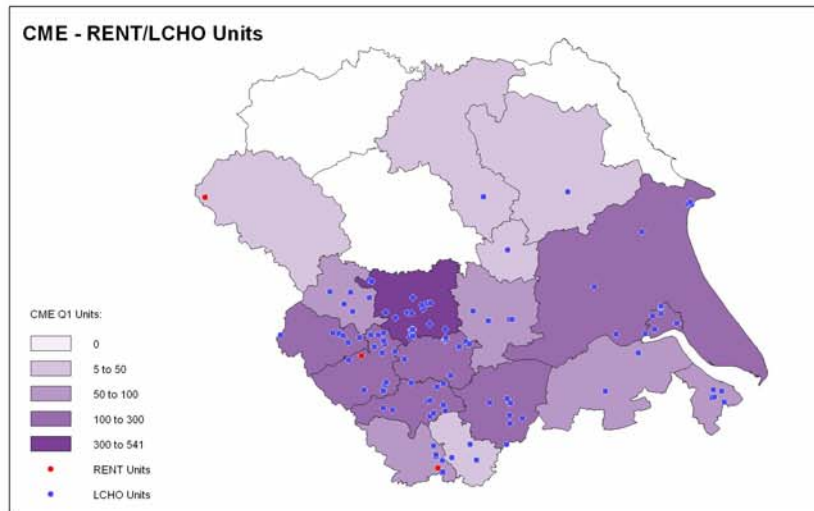 CME - RENT/LCHO Units
CME Q1 Units:
0
5 to 50
50 to 100
100 to 300
300 to 541
RENT Units
LCHO Units